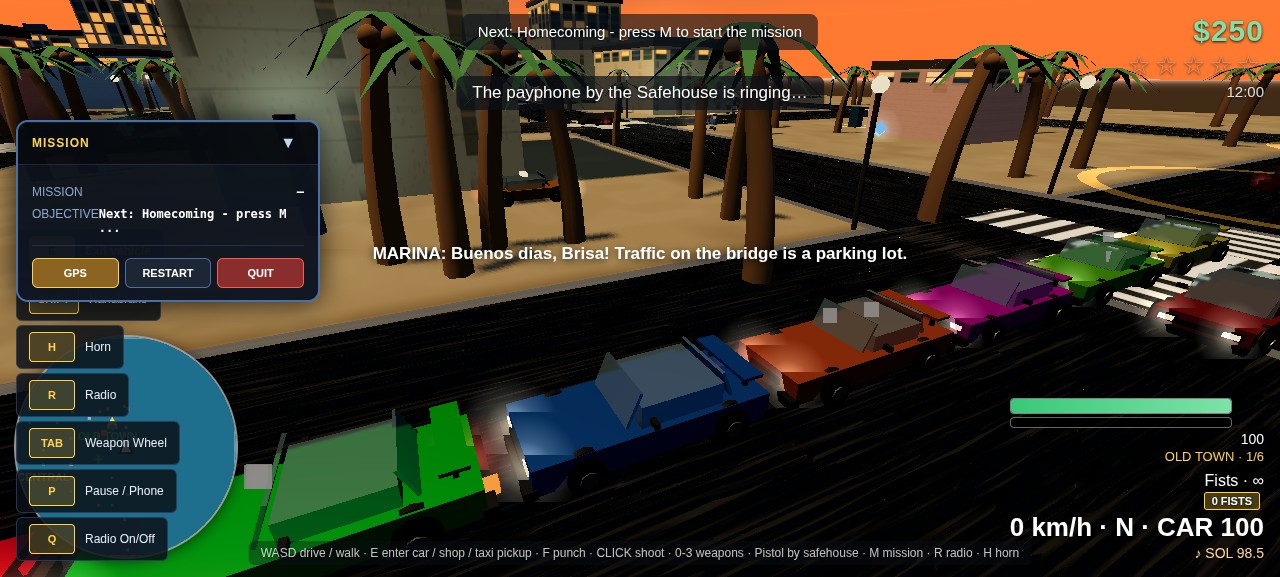 Next: Homecoming - press M to start the mission
$250
The payphone by the Safehouse is ringing…
☆ ☆ ☆ ☆ ☆
12:00
MISSION ▼
MISSION –
OBJECTIVE Next: Homecoming - press M ...
GPS RESTART QUIT
MARINA: Buenos dias, Brisa! Traffic on the bridge is a parking lot.
H Horn
R Radio
TAB Weapon Wheel
P Pause / Phone
Q Radio On/Off
100
OLD TOWN · 1/6
Fists · ∞
0 FISTS
0 km/h · N · CAR 100
♪ SOL 98.5
WASD drive / walk · E enter car / shop / taxi pickup · F punch · CLICK shoot · 0-3 weapons · Pistol by safehouse · M mission · R radio · H horn